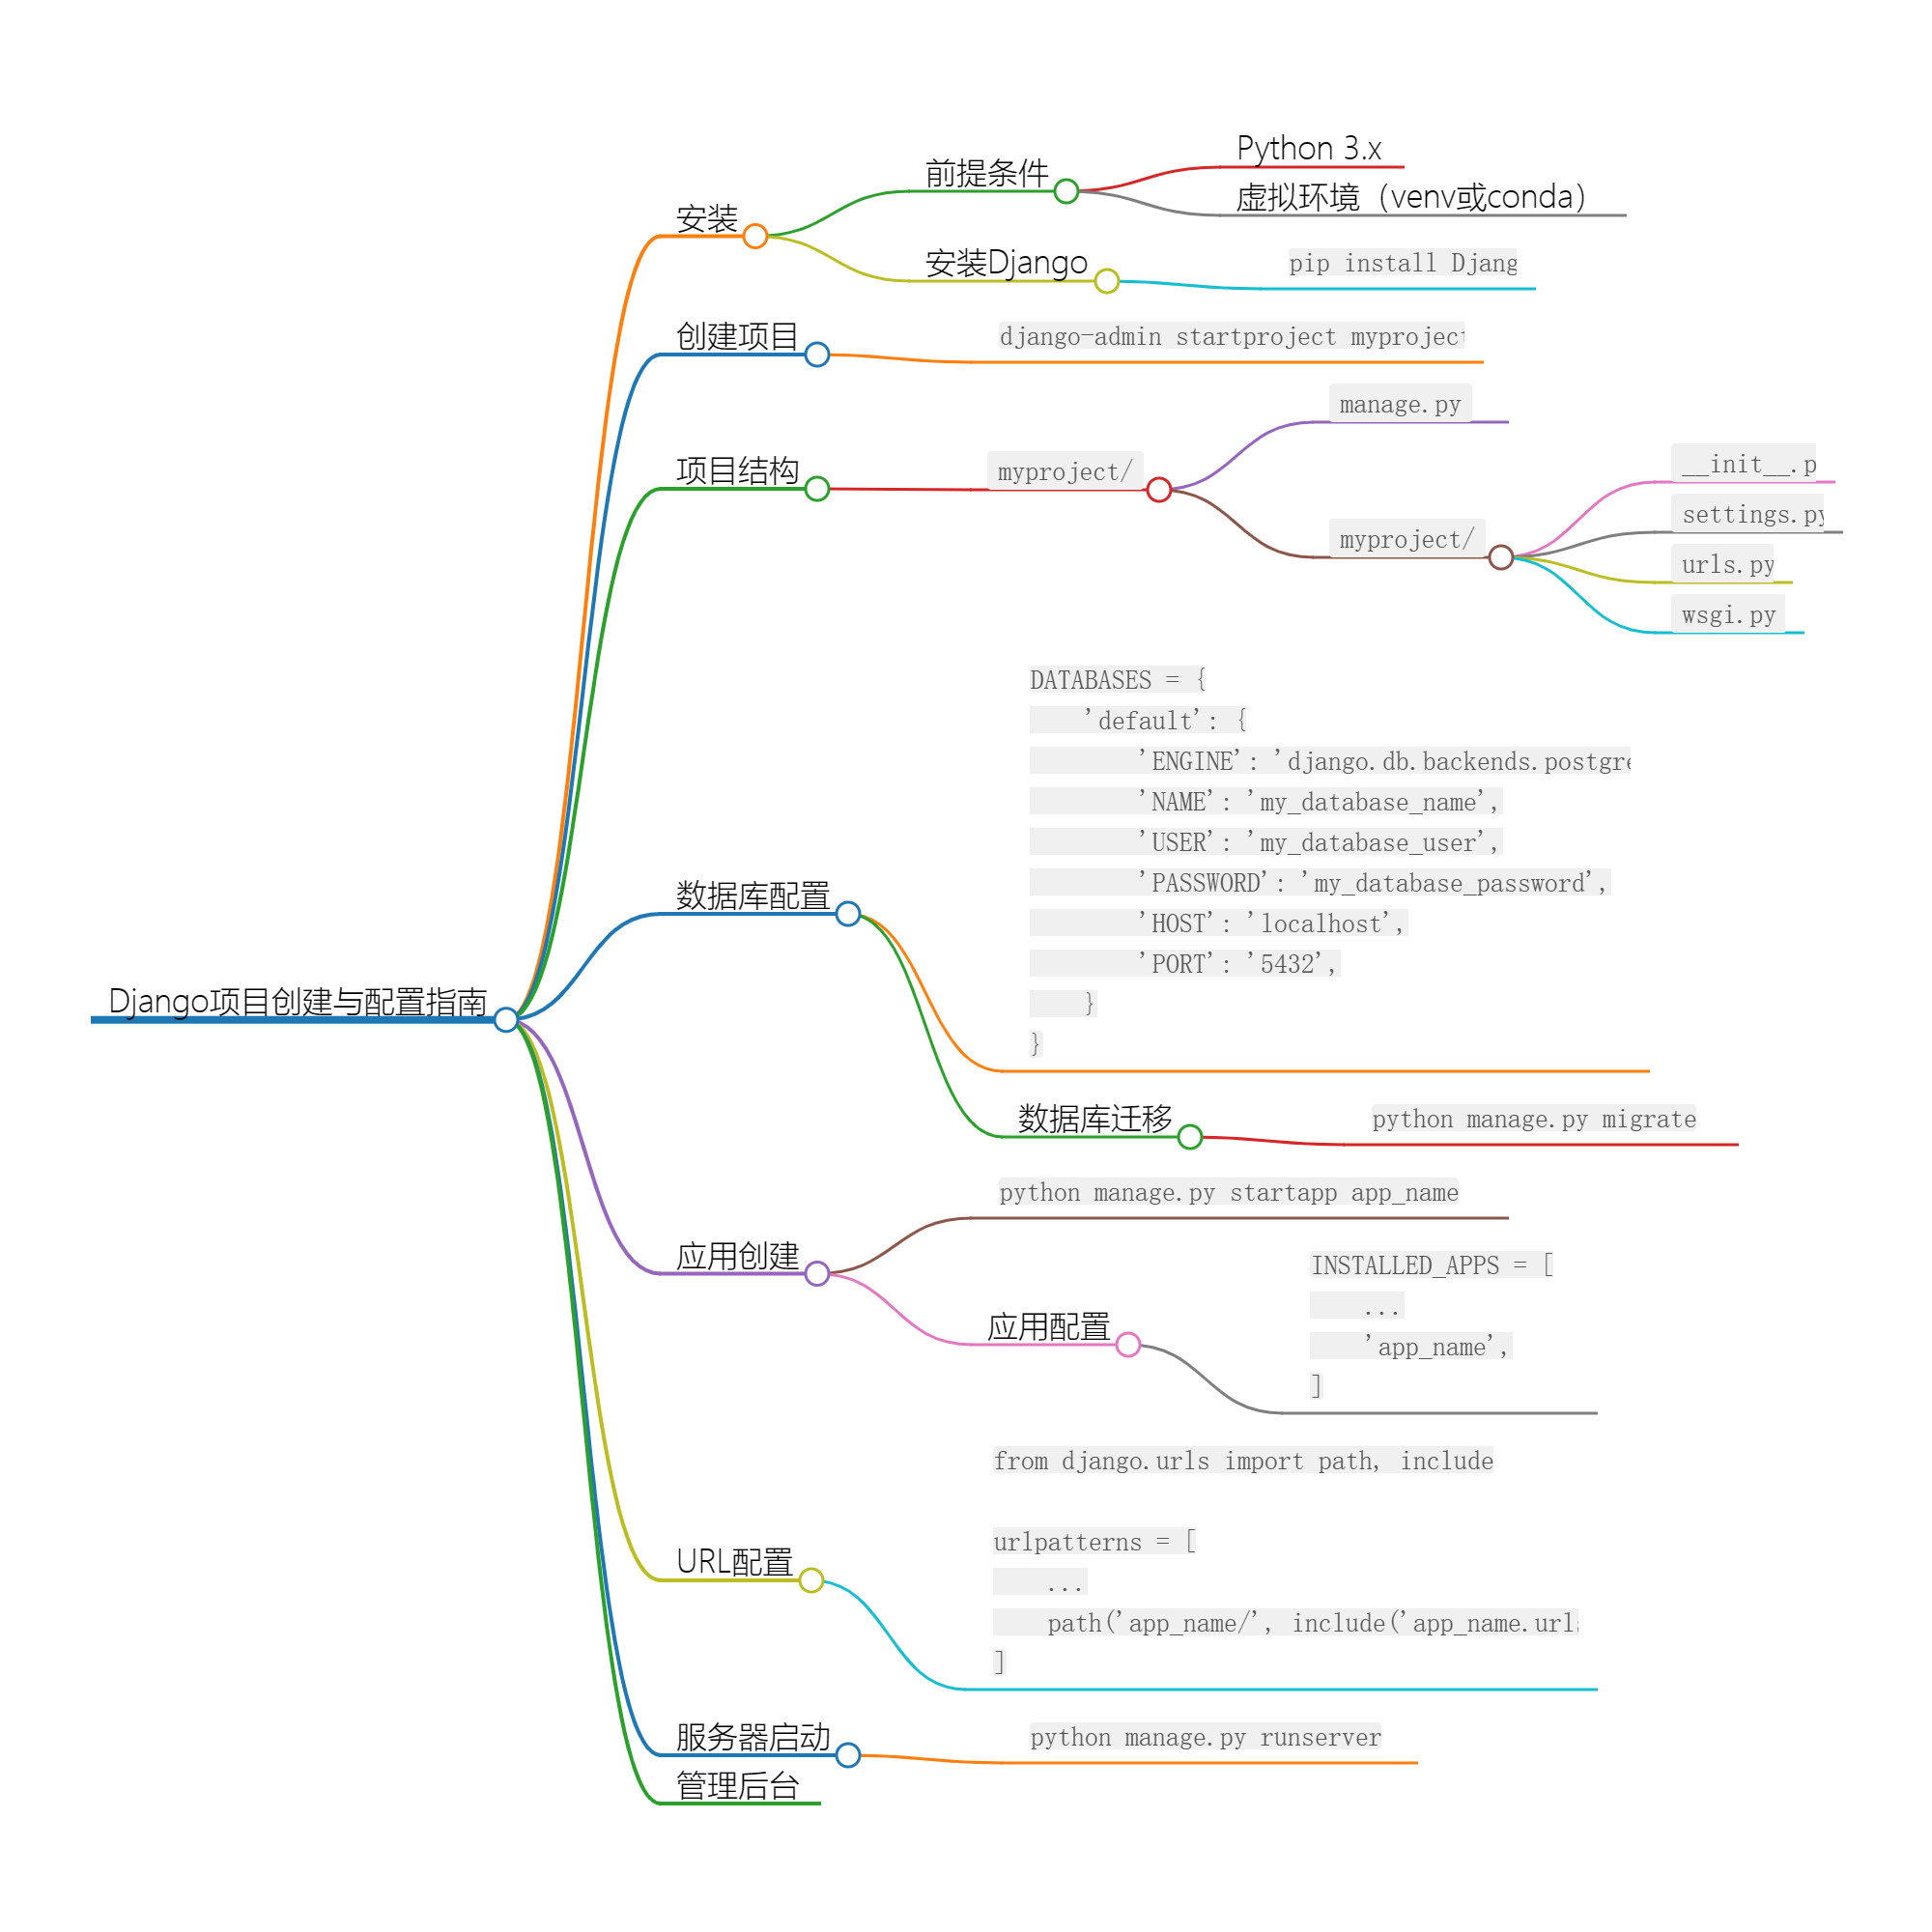 Django项目创建与配置指南
安装
前提条件
Python 3.x
虚拟环境（venv或conda）
安装Django
pip install Djang
创建项目
django-admin startproject myproject
项目结构
myproject/
manage.py
myproject/
__init__.p
settings.py
urls.py
wsgi.py
数据库配置
DATABASES = {
    'default': {
        'ENGINE': 'django.db.backends.postgre
        'NAME': 'my_database_name',
        'USER': 'my_database_user',
        'PASSWORD': 'my_database_password',
        'HOST': 'localhost',
        'PORT': '5432',
    }
}
数据库迁移
python manage.py migrate
应用创建
python manage.py startapp app_name
应用配置
INSTALLED_APPS = [
    ...
    'app_name',
]
URL配置
from django.urls import path, include
urlpatterns = [
    ...
    path('app_name/', include('app_name.urls
]
服务器启动
python manage.py runserver
管理后台